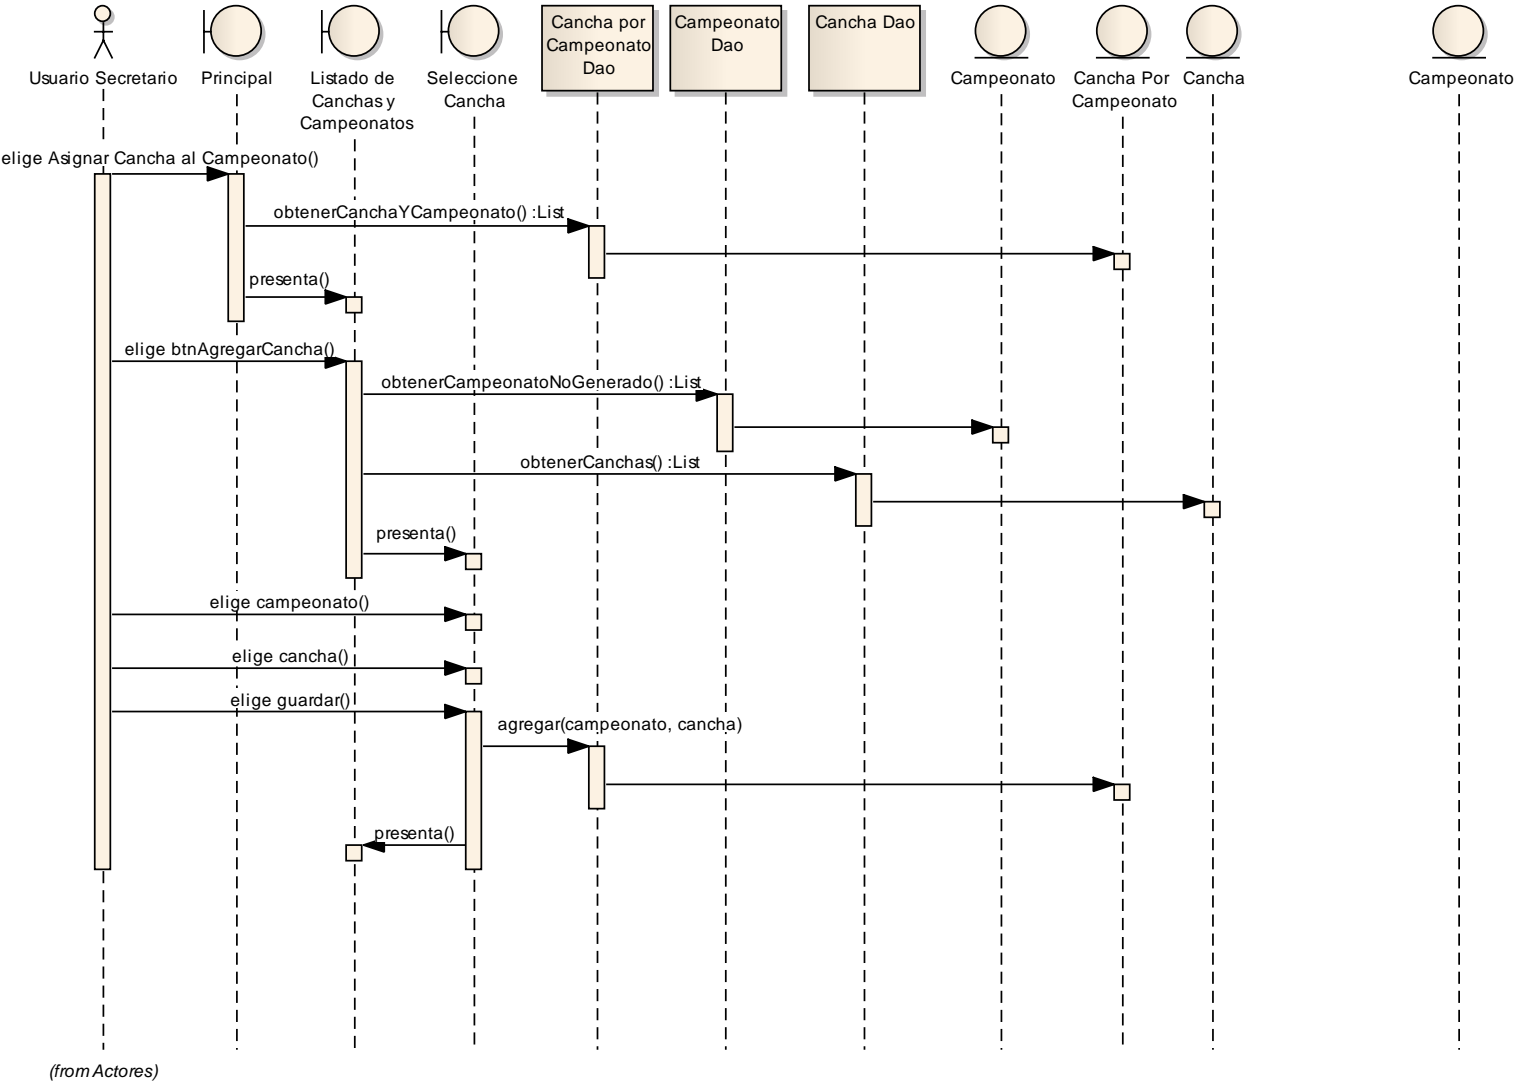 Usuario Secretario
Principal
Listado de
Canchas y
Campeonatos
Seleccione
Cancha
Cancha por
Campeonato
Dao
Campeonato
Dao
Cancha Dao
Campeonato
Cancha Por
Campeonato
Cancha
Campeonato
elige Asignar Cancha al Campeonato()
obtenerCanchaYCampeonato() :List
presenta()
elige btnAgregarCancha()
obtenerCampeonatoNoGenerado() :List
obtenerCanchas() :List
presenta()
elige campeonato()
elige cancha()
elige guardar()
agregar(campeonato, cancha)
presenta()
(from Actores)